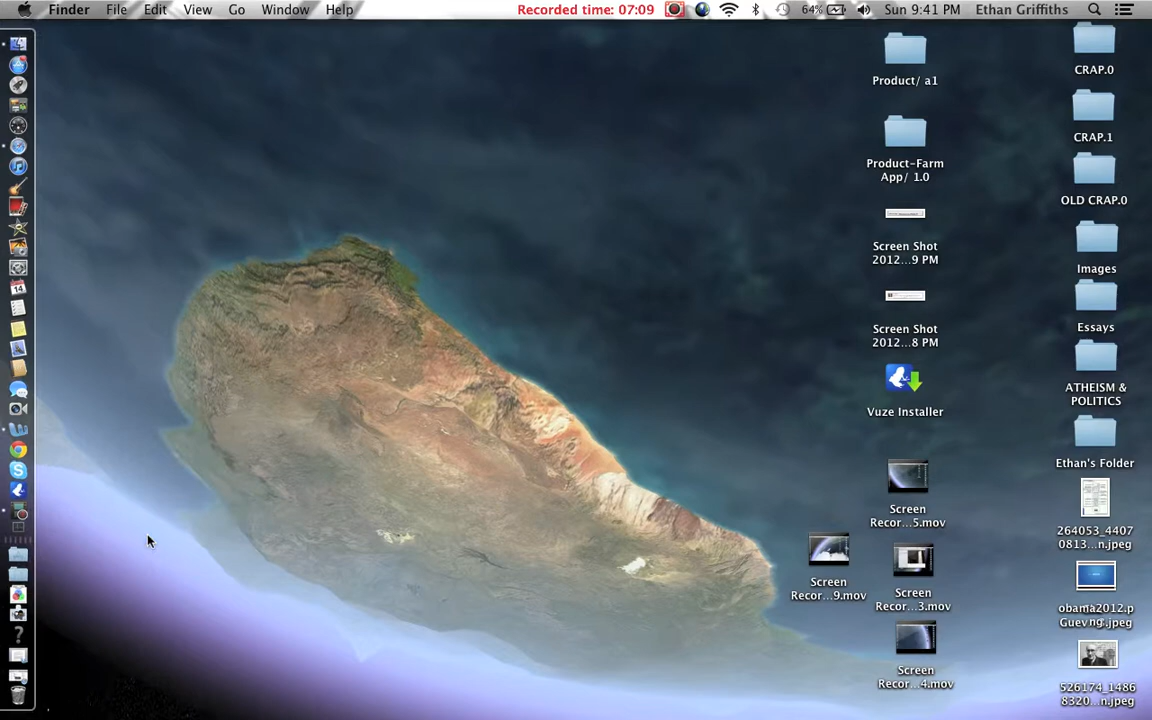 Finder File Edit View Go Window Help Recorded time: 07:09 64% Sun 9:41 PM Ethan Griffiths
Product/ a1
Product-Farm
App/ 1.0
Screen Shot
2012...9 PM
Screen Shot
2012...8 PM
Vuze Installer
Screen
Recor...5.mov
Screen
Recor...9.mov
Screen
Recor...3.mov
Screen
Recor...4.mov
CRAP.0
CRAP.1
OLD CRAP.0
Images
Essays
ATHEISM &
POLITICS
Ethan's Folder
264053_4407
0813...n.jpeg
obama2012.p
526174_1486
8320...n.jpeg
14